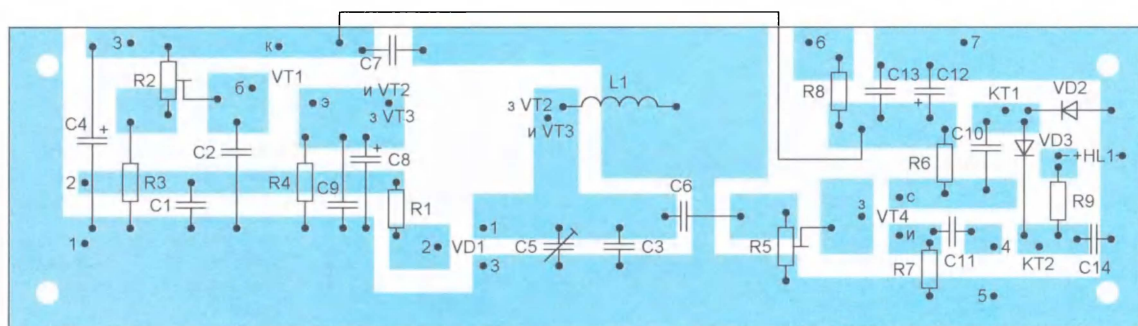 3
к
C7
6
7
R2
б
VT1
и VT2
з VT3
э
L1
з VT2
и VT3
R8
C13
C12
+
КТ1
VD2
C4
+
C2
+
C8
C10
VD3
R6
+HL1-
2
R3
C1
R4
C9
R1
C6
с
R9
з
VT4
1
2
VD1
1
C5
C3
R5
и
C11
4
КТ2
C14
3
R7
5